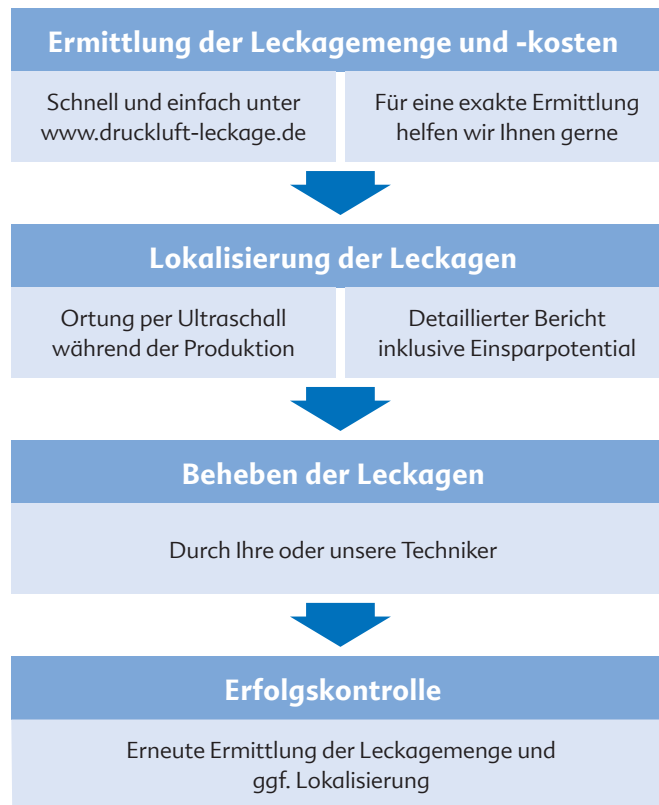 Ermittlung der Leckagemenge und -kosten
Schnell und einfach unter
www.druckluft-leckage.de
Für eine exakte Ermittlung
helfen wir Ihnen gerne
Lokalisierung der Leckagen
Ortung per Ultraschall
während der Produktion
Detaillierter Bericht
inklusive Einsparpotential
Beheben der Leckagen
Durch Ihre oder unsere Techniker
Erfolgskontrolle
Erneute Ermittlung der Leckagemenge und
ggf. Lokalisierung